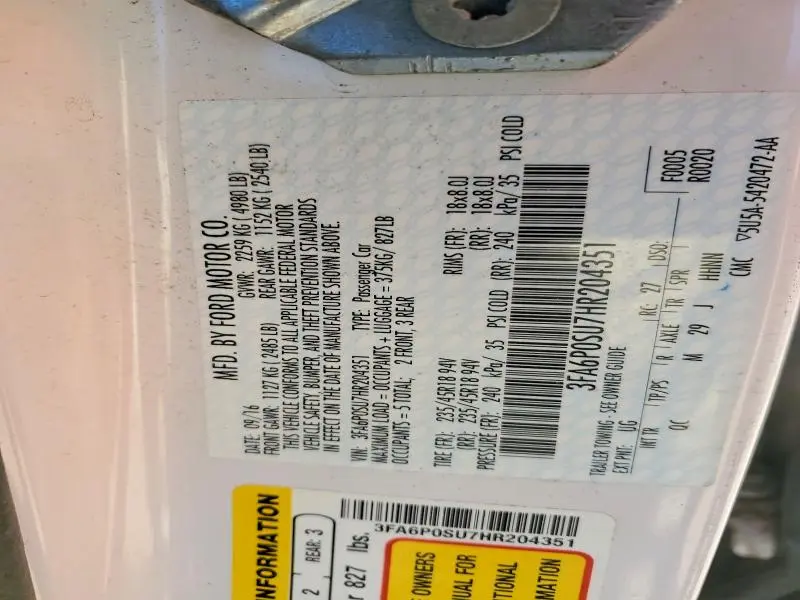 MFD. BY FORD MOTOR CO.
DATE: 09/16 GVWR: 2259 KG / 4980 LB)
FRONT GAWR: 1127 KG ( 2485 LB) REAR GAWR: 1152 KG ( 2540 LB)
THIS VEHICLE CONFORMS TO ALL APPLICABLE FEDERAL MOTOR
VEHICLE SAFETY, BUMPER, AND THEFT PREVENTION STANDARDS
IN EFFECT ON THE DATE OF MANUFACTURE SHOWN ABOVE.
VIN: 3FA6P0SU7HR204351 TYPE: Passenger Car
MAXIMUM LOAD = OCCUPANTS + LUGGAGE = 375KG/ 827LB
OCCUPANTS = 5 TOTAL; 2 FRONT, 3 REAR
TIRE (FR): 235/45R18 94V RIMS (FR): 18x8.0J
(RR): 235/45R18 94V (RR): 18x8.0J
PRESSURE (FR): 240 kPa/ 35 PSI COLD (RR): 240 kPa/ 35 PSI COLD
3FA6P0SU7HR204351
TRAILER TOWING - SEE OWNER GUIDE
EXT PNT: UG RC: 27 DSO: F0005
R0020
INT TR TP/PS R AXLE TR SPR
QC M 29 J HHNN
CMC ▽5U5A-5420472-AA
INFORMATION
2 REAR: 3
r 827 lbs.
3FA6P0SU7HR204351
E OWNERS
UAL FOR
TIONAL
MATION